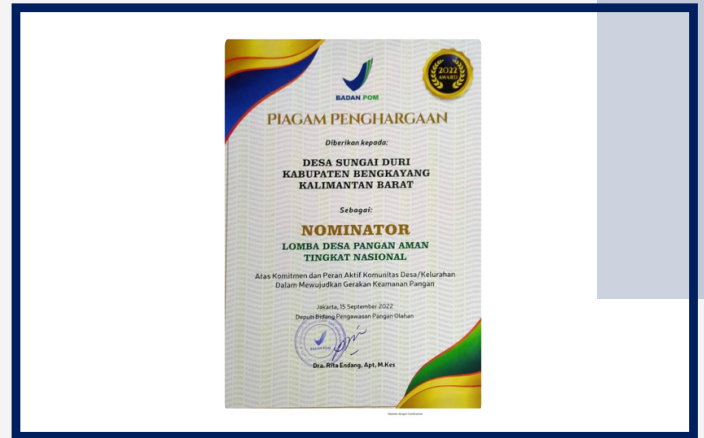 BADAN POM
2022
AWARD
PIAGAM PENGHARGAAN
Diberikan kepada:
DESA SUNGAI DURI
KABUPATEN BENGKAYANG
KALIMANTAN BARAT
Sebagai:
NOMINATOR
LOMBA DESA PANGAN AMAN
TINGKAT NASIONAL
Atas Komitmen dan Peran Aktif Komunitas Desa/Kelurahan
Dalam Mewujudkan Gerakan Keamanan Pangan
Jakarta, 15 September 2022
Deputi Bidang Pengawasan Pangan Olahan
BADAN POM
Dra. Rita Endang, Apt, M.Kes